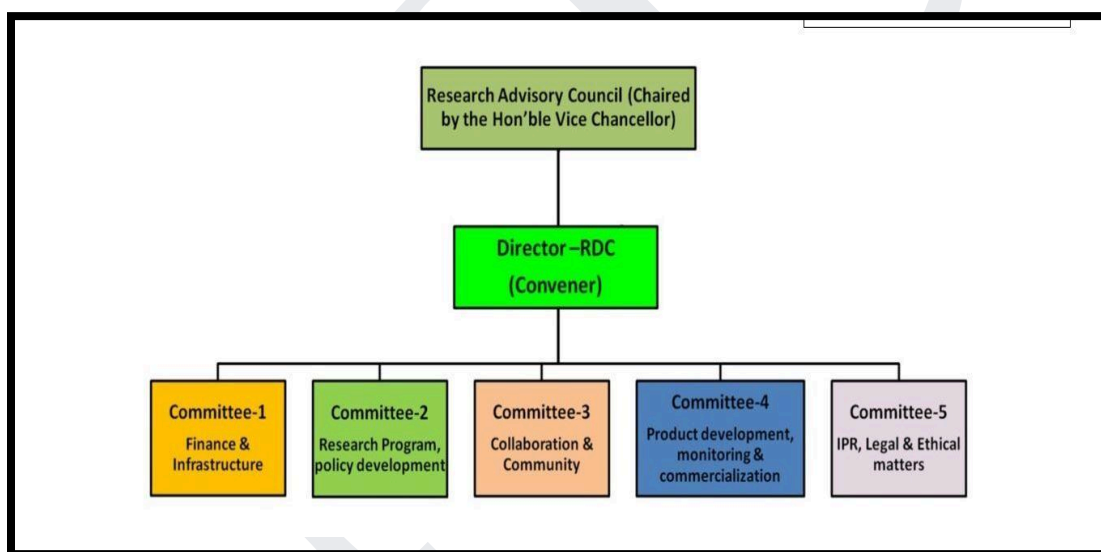 Research Advisory Council (Chaired
by the Hon'ble Vice Chancellor)
Director –RDC
(Convener)
Committee-1
Finance &
Infrastructure
Committee-2
Research Program,
policy development
Committee-3
Collaboration &
Community
Committee-4
Product development,
monitoring &
commercialization
Committee-5
IPR, Legal & Ethical
matters